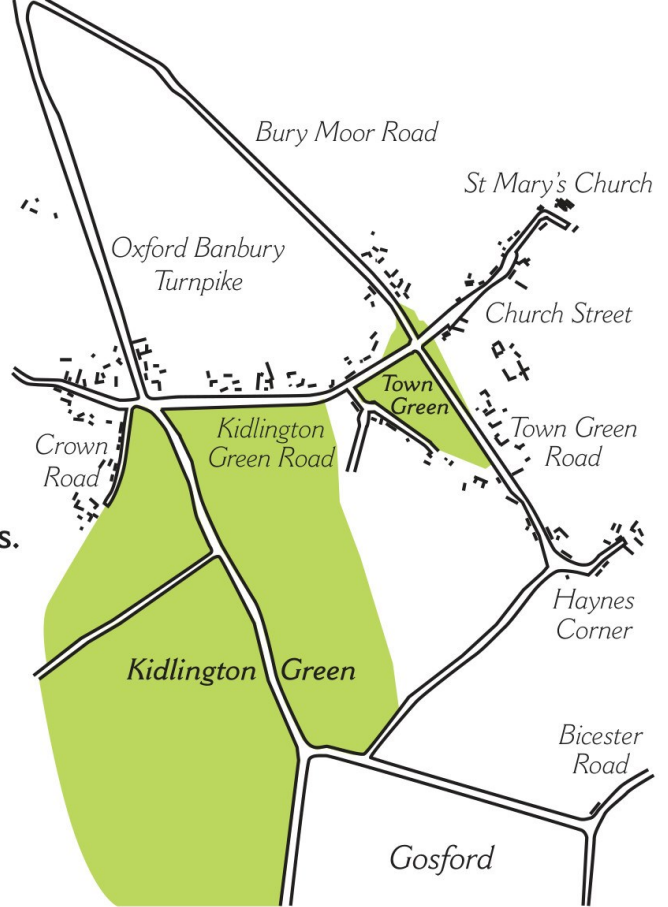 Bury Moor Road
St Mary's Church
Oxford Banbury
Turnpike
Church Street
Town
Green
Kidlington
Green Road
Town Green
Road
Crown
Road
s.
Haynes
Corner
Kidlington Green
Bicester
Road
Gosford